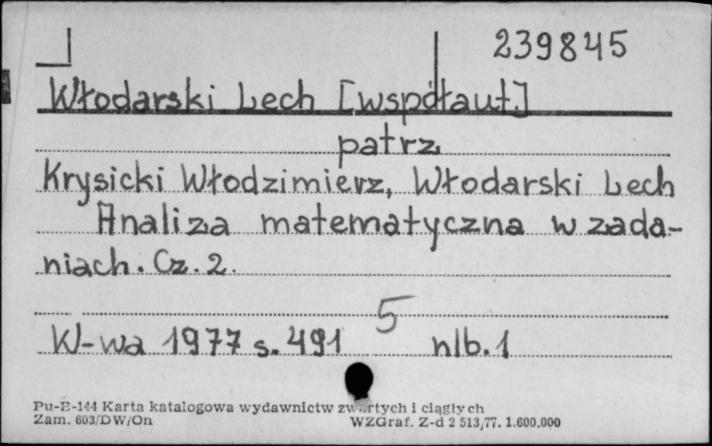 239845
Włodarski Lech [współaut.]
patrz
Krysicki Włodzimierz, Włodarski Lech
Analiza matematyczna w zada-
niach. Cz. 2.
5
W-wa 1977 s. 491 nlb. 1
Pu-E-144 Karta katalogowa wydawnictw zwartych i ciągłych
Zam. 603/DW/On WZGraf. Z-d 2 513/77. 1.600.000